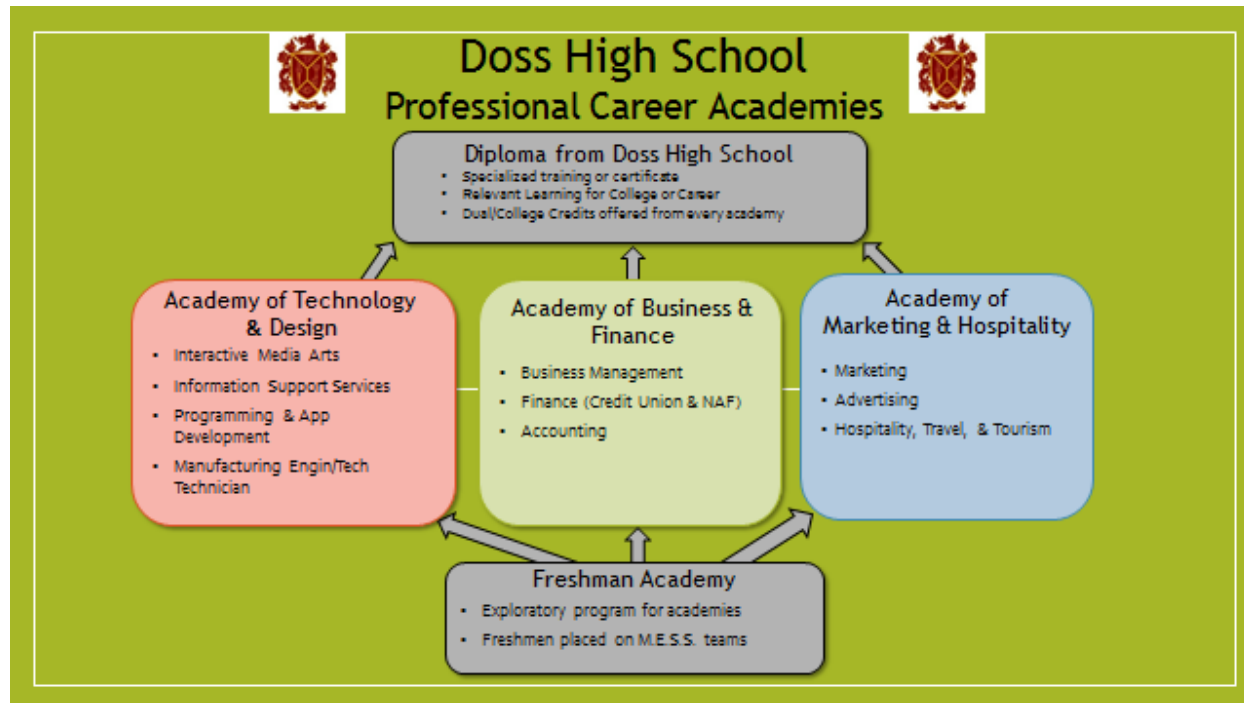 Doss High School
Professional Career Academies
Diploma from Doss High School
▪ Specialized training or certificate
▪ Relevant Learning for College or Career
▪ Dual/College Credits offered from every academy
Academy of Technology
& Design
▪ Interactive Media Arts
▪ Information Support Services
▪ Programming & App
Development
▪ Manufacturing Engin/Tech
Technician
Academy of Business &
Finance
▪ Business Management
▪ Finance (Credit Union & NAF)
▪ Accounting
Academy of
Marketing & Hospitality
▪ Marketing
▪ Advertising
▪ Hospitality, Travel, & Tourism
Freshman Academy
▪ Exploratory program for academies
▪ Freshmen placed on M.E.S.S. teams